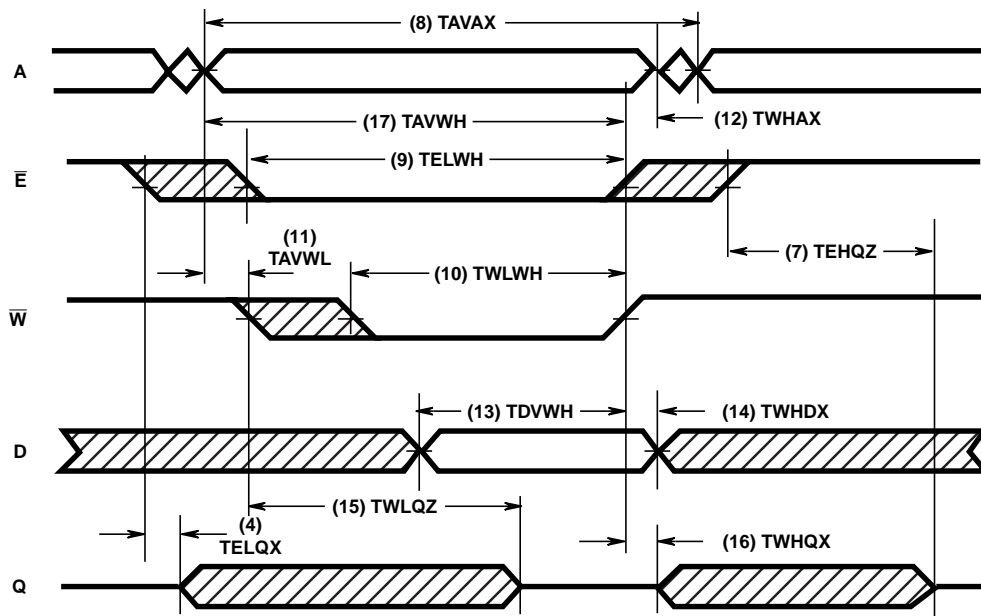 (8) TAVAX
A
(17) TAVWH
(12) TWHAX
(9) TELWH
E̅
(11)
TAVWL
(7) TEHQZ
(10) TWLWH
W̅
(13) TDVWH
(14) TWHDX
D
(15) TWLQZ
(4)
TELQX
(16) TWHQX
Q